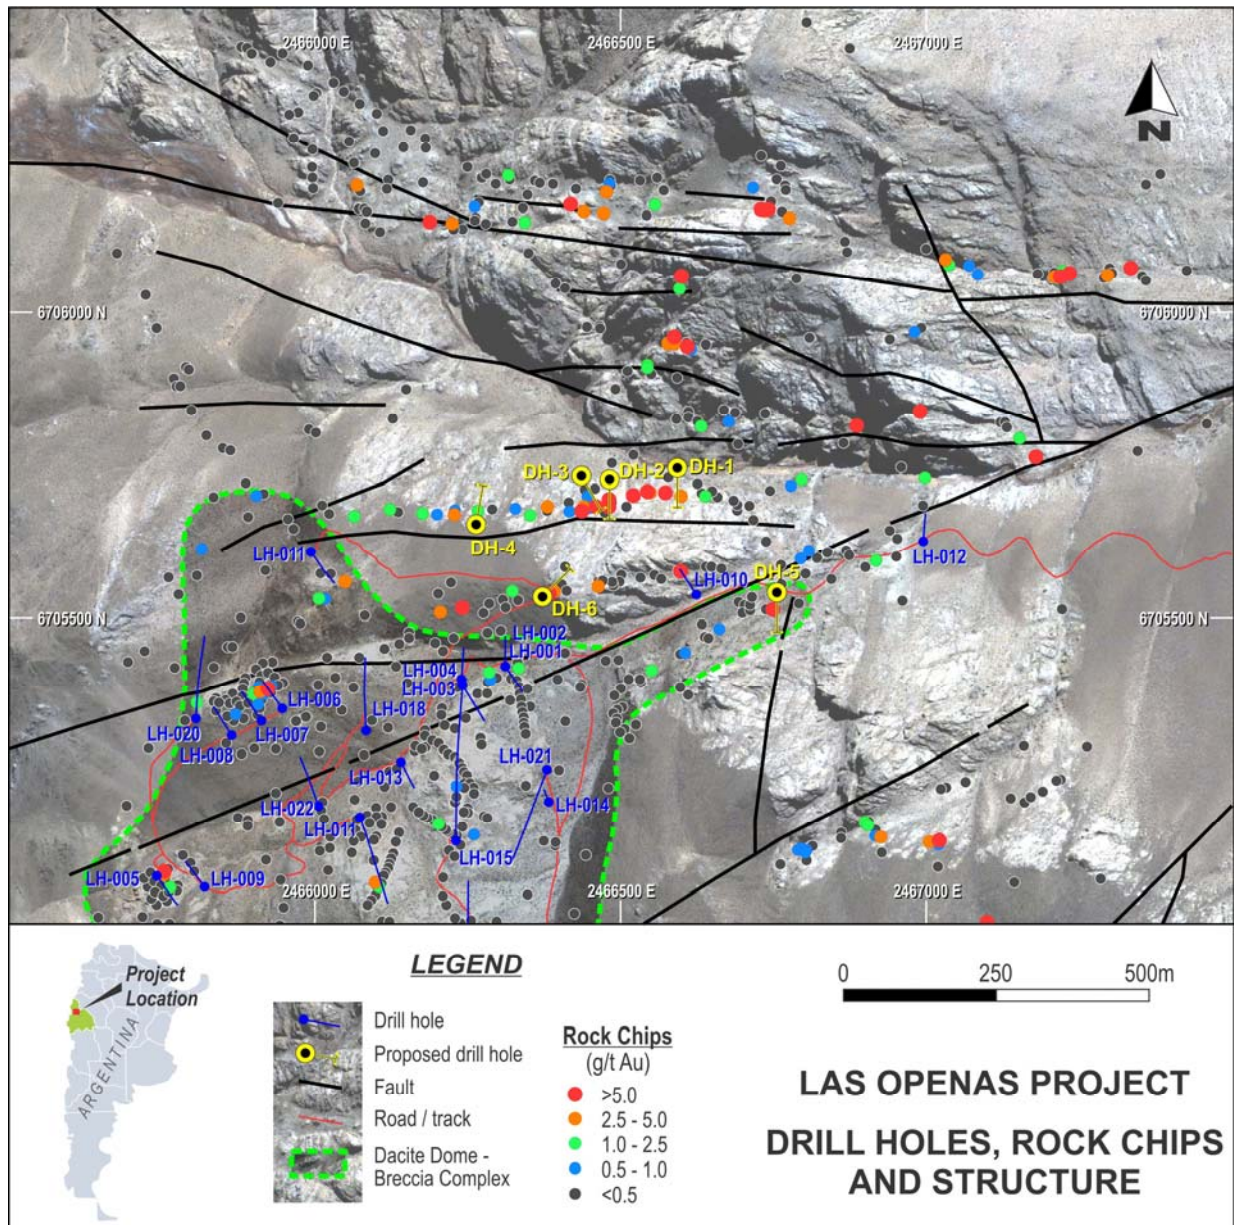 2466000 E
2466500 E
2467000 E
N
6706000 N
6706000 N
DH-3
DH-2
DH-1
DH-4
LH-011
LH-012
LH-010
DH-5
DH-6
6705500 N
6705500 N
LH-002
LH-001
LH-004
LH-003
LH-006
LH-018
LH-020
LH-007
LH-008
LH-021
LH-013
LH-022
LH-014
LH-011
LH-015
LH-005
LH-009
2466000 E
2466500 E
2467000 E
Project
Location
ARGENTINA
LEGEND
Drill hole
Proposed drill hole
Fault
Road / track
Dacite Dome -
Breccia Complex
Rock Chips
(g/t Au)
>5.0
2.5 - 5.0
1.0 - 2.5
0.5 - 1.0
<0.5
0
250
500m
LAS OPENAS PROJECT
DRILL HOLES, ROCK CHIPS
AND STRUCTURE